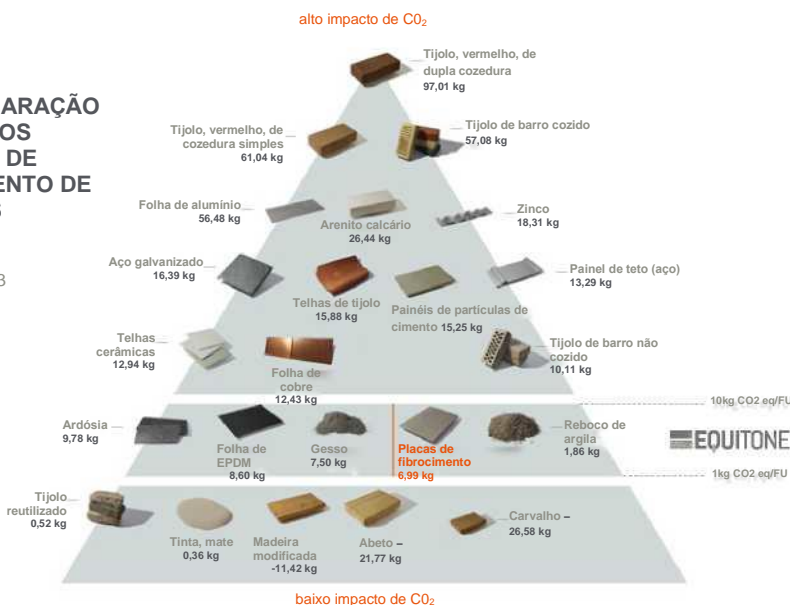 alto impacto de C0₂
ARAÇÃO
OS
DE
ENTO DE
3
Tijolo, vermelho, de
dupla cozedura
97,01 kg
Tijolo, vermelho, de
cozedura simples
61,04 kg
Tijolo de barro cozido
57,08 kg
Folha de alumínio
56,48 kg
Arenito calcário
26,44 kg
Zinco
18,31 kg
Aço galvanizado
16,39 kg
Telhas de tijolo
15,88 kg
Painéis de partículas de
cimento 15,25 kg
Painel de teto (aço)
13,29 kg
Telhas
cerâmicas
12,94 kg
Folha de
cobre
12,43 kg
Tijolo de barro não
cozido
10,11 kg
10kg CO2 eq/FU
Ardósia
9,78 kg
Folha de
EPDM
8,60 kg
Gesso
7,50 kg
Placas de
fibrocimento
6,99 kg
Reboco de
argila
1,86 kg
EQUITONE
1kg CO2 eq/FU
Tijolo
reutilizado
0,52 kg
Tinta, mate
0,36 kg
Madeira
modificada
-11,42 kg
Abeto –
21,77 kg
Carvalho –
26,58 kg
baixo impacto de C0₂